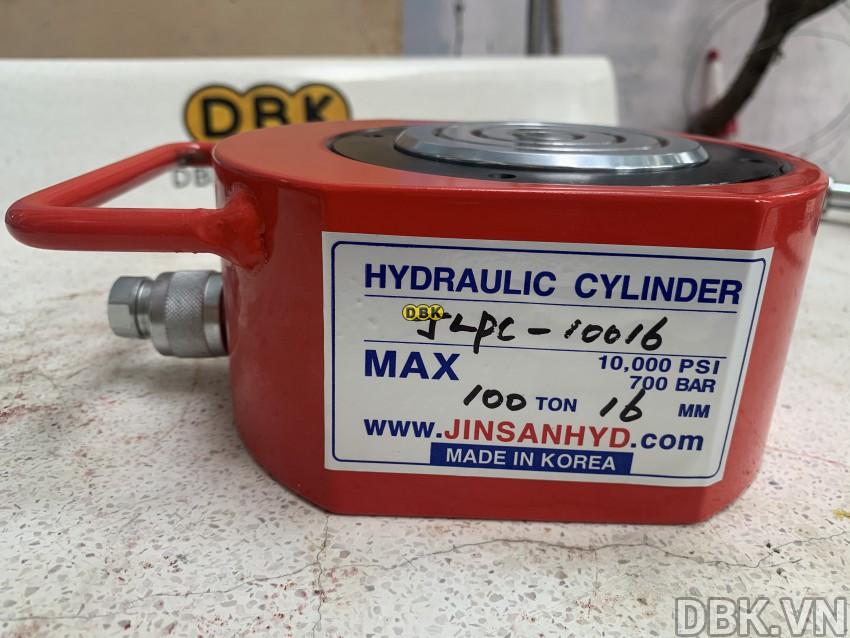 DBK
DBK
HYDRAULIC CYLINDER
DBK
JLPC-10016
MAX 10,000 PSI
700 BAR
100 TON 16 MM
www.JINSANHYD.com
MADE IN KOREA
DBK.VN